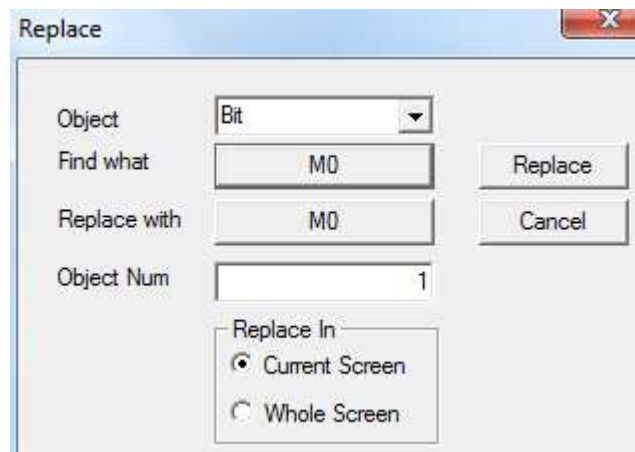 Replace
Object Bit
Find what M0 Replace
Replace with M0 Cancel
Object Num 1
Replace In
Current Screen
Whole Screen